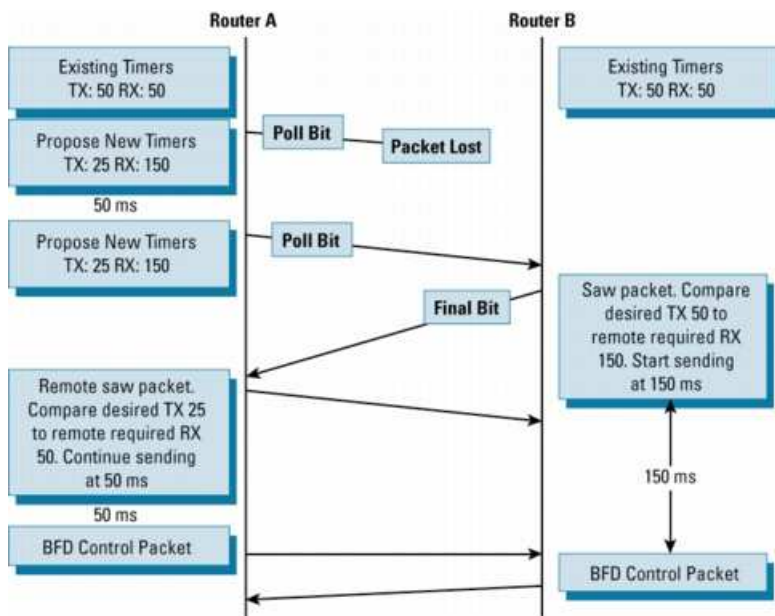 Router A
Router B
Existing Timers
TX: 50 RX: 50
Existing Timers
TX: 50 RX: 50
Propose New Timers
TX: 25 RX: 150
Poll Bit
Packet Lost
50 ms
Propose New Timers
TX: 25 RX: 150
Poll Bit
Final Bit
Saw packet. Compare
desired TX 50 to
remote required RX
150. Start sending
at 150 ms
Remote saw packet.
Compare desired TX 25
to remote required RX
50. Continue sending
at 50 ms
150 ms
50 ms
BFD Control Packet
BFD Control Packet